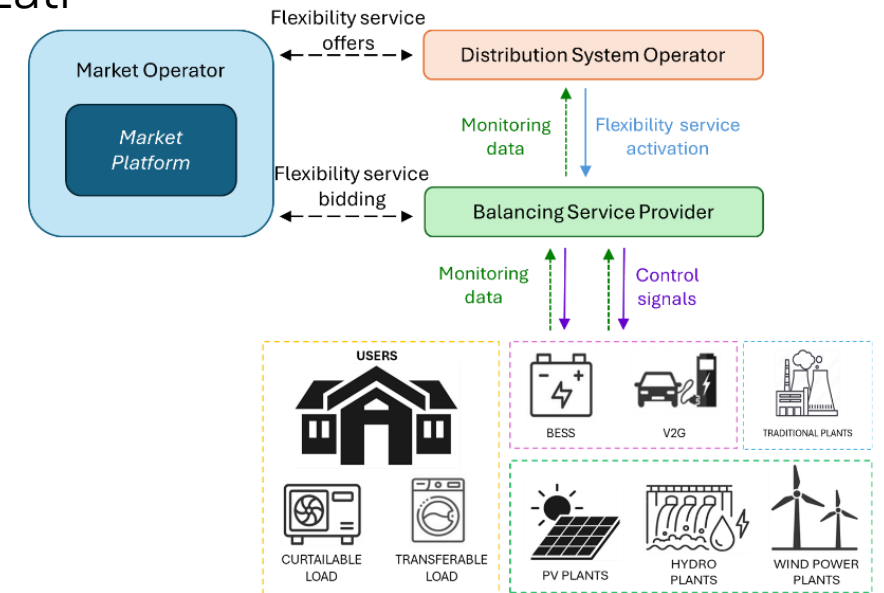 Flexibility service
offers
Market Operator
Market
Platform
Distribution System Operator
Monitoring
data
Flexibility service
activation
Flexibility service
bidding
Balancing Service Provider
Monitoring
data
Control
signals
USERS
BESS
V2G
TRADITIONAL PLANTS
CURTAILABLE
LOAD
TRANSFERABLE
LOAD
PV PLANTS
HYDRO
PLANTS
WIND POWER
PLANTS